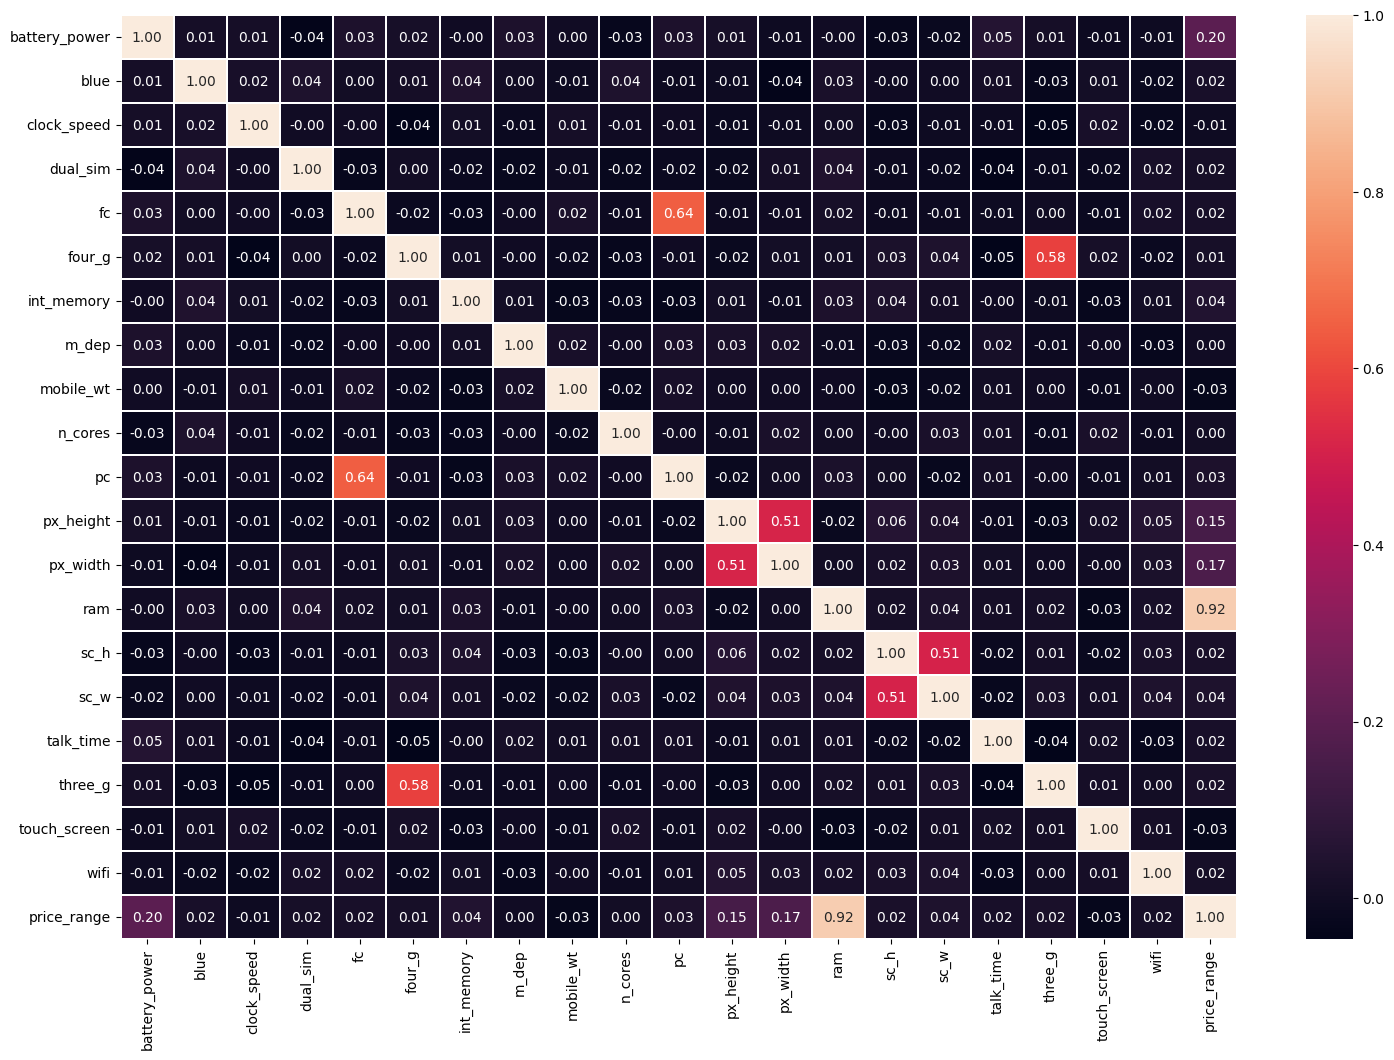 battery_power 1.00 0.01 0.01 -0.04 0.03 0.02 -0.00 0.03 0.00 -0.03 0.03 0.01 -0.01 -0.00 -0.03 -0.02 0.05 0.01 -0.01 -0.01 0.20
blue 0.01 1.00 0.02 0.04 0.00 0.01 0.04 0.00 -0.01 0.04 -0.01 -0.01 -0.04 0.03 -0.00 0.00 0.01 -0.03 0.01 -0.02 0.02
clock_speed 0.01 0.02 1.00 -0.00 -0.00 -0.04 0.01 -0.01 0.01 -0.01 -0.01 -0.01 -0.01 0.00 -0.03 -0.01 -0.01 -0.05 0.02 -0.02 -0.01
dual_sim -0.04 0.04 -0.00 1.00 -0.03 0.00 -0.02 -0.02 -0.01 -0.02 -0.02 -0.02 0.01 0.04 -0.01 -0.02 -0.04 -0.01 -0.02 0.02 0.02
fc 0.03 0.00 -0.00 -0.03 1.00 -0.02 -0.03 -0.00 0.02 -0.01 0.64 -0.01 -0.01 0.02 -0.01 -0.01 -0.01 0.00 -0.01 0.02 0.02
four_g 0.02 0.01 -0.04 0.00 -0.02 1.00 0.01 -0.00 -0.02 -0.03 -0.01 -0.02 0.01 0.01 0.03 0.04 -0.05 0.58 0.02 -0.02 0.01
int_memory -0.00 0.04 0.01 -0.02 -0.03 0.01 1.00 0.01 -0.03 -0.03 -0.03 0.01 -0.01 0.03 0.04 0.01 -0.00 -0.01 -0.03 0.01 0.04
m_dep 0.03 0.00 -0.01 -0.02 -0.00 -0.00 0.01 1.00 0.02 -0.00 0.03 0.03 0.02 -0.01 -0.03 -0.02 0.02 -0.01 -0.00 -0.03 0.00
mobile_wt 0.00 -0.01 0.01 -0.01 0.02 -0.02 -0.03 0.02 1.00 -0.02 0.02 0.00 0.00 -0.00 -0.03 -0.02 0.01 0.00 -0.01 -0.00 -0.03
n_cores -0.03 0.04 -0.01 -0.02 -0.01 -0.03 -0.03 -0.00 -0.02 1.00 -0.00 -0.01 0.02 0.00 -0.00 0.03 0.01 -0.01 0.02 -0.01 0.00
pc 0.03 -0.01 -0.01 -0.02 0.64 -0.01 -0.03 0.03 0.02 -0.00 1.00 -0.02 0.00 0.03 0.00 -0.02 0.01 -0.00 -0.01 0.01 0.03
px_height 0.01 -0.01 -0.01 -0.02 -0.01 -0.02 0.01 0.03 0.00 -0.01 -0.02 1.00 0.51 -0.02 0.06 0.04 -0.01 -0.03 0.02 0.05 0.15
px_width -0.01 -0.04 -0.01 0.01 -0.01 0.01 -0.01 0.02 0.00 0.02 0.00 0.51 1.00 0.00 0.02 0.03 0.01 0.00 -0.00 0.03 0.17
ram -0.00 0.03 0.00 0.04 0.02 0.01 0.03 -0.01 -0.00 0.00 0.03 -0.02 0.00 1.00 0.02 0.04 0.01 0.02 -0.03 0.02 0.92
sc_h -0.03 -0.00 -0.03 -0.01 -0.01 0.03 0.04 -0.03 -0.03 -0.00 0.00 0.06 0.02 0.02 1.00 0.51 -0.02 0.01 -0.02 0.03 0.02
sc_w -0.02 0.00 -0.01 -0.02 -0.01 0.04 0.01 -0.02 -0.02 0.03 -0.02 0.04 0.03 0.04 0.51 1.00 -0.02 0.03 0.01 0.04 0.04
talk_time 0.05 0.01 -0.01 -0.04 -0.01 -0.05 -0.00 0.02 0.01 0.01 0.01 -0.01 0.01 0.01 -0.02 -0.02 1.00 -0.04 0.02 -0.03 0.02
three_g 0.01 -0.03 -0.05 -0.01 0.00 0.58 -0.01 -0.01 0.00 -0.01 -0.00 -0.03 0.00 0.02 0.01 0.03 -0.04 1.00 0.01 0.00 0.02
touch_screen -0.01 0.01 0.02 -0.02 -0.01 0.02 -0.03 -0.00 -0.01 0.02 -0.01 0.02 -0.00 -0.03 -0.02 0.01 0.02 0.01 1.00 0.01 -0.03
wifi -0.01 -0.02 -0.02 0.02 0.02 -0.02 0.01 -0.03 -0.00 -0.01 0.01 0.05 0.03 0.02 0.03 0.04 -0.03 0.00 0.01 1.00 0.02
price_range 0.20 0.02 -0.01 0.02 0.02 0.01 0.04 0.00 -0.03 0.00 0.03 0.15 0.17 0.92 0.02 0.04 0.02 0.02 -0.03 0.02 1.00
battery_power blue clock_speed dual_sim fc four_g int_memory m_dep mobile_wt n_cores pc px_height px_width ram sc_h sc_w talk_time three_g touch_screen wifi price_range
1.0
0.8
0.6
0.4
0.2
0.0